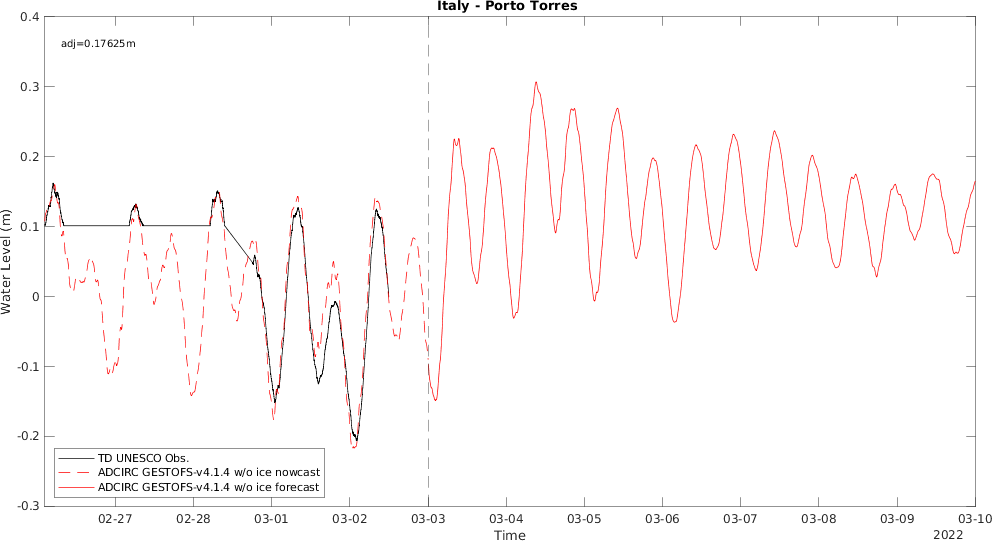 Italy - Porto Torres
adj=0.17625m
Water Level (m)
0.4
0.3
0.2
0.1
0
-0.1
-0.2
-0.3
TD UNESCO Obs.
ADCIRC GESTOFS-v4.1.4 w/o ice nowcast
ADCIRC GESTOFS-v4.1.4 w/o ice forecast
02-27 02-28 03-01 03-02 03-03 03-04 03-05 03-06 03-07 03-08 03-09 03-10
Time
2022